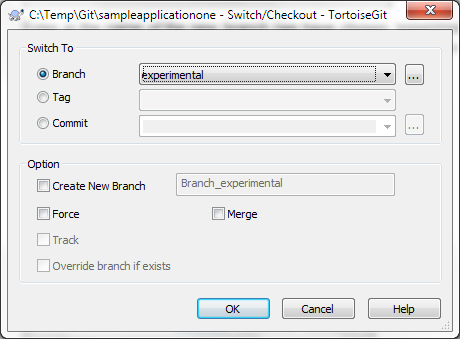 C:\Temp\Git\sampleapplicationone - Switch/Checkout - TortoiseGit
Switch To
Branch
experimental
...
Tag
Commit
...
Option
Create New Branch
Branch_experimental
Force
Merge
Track
Override branch if exists
OK
Cancel
Help